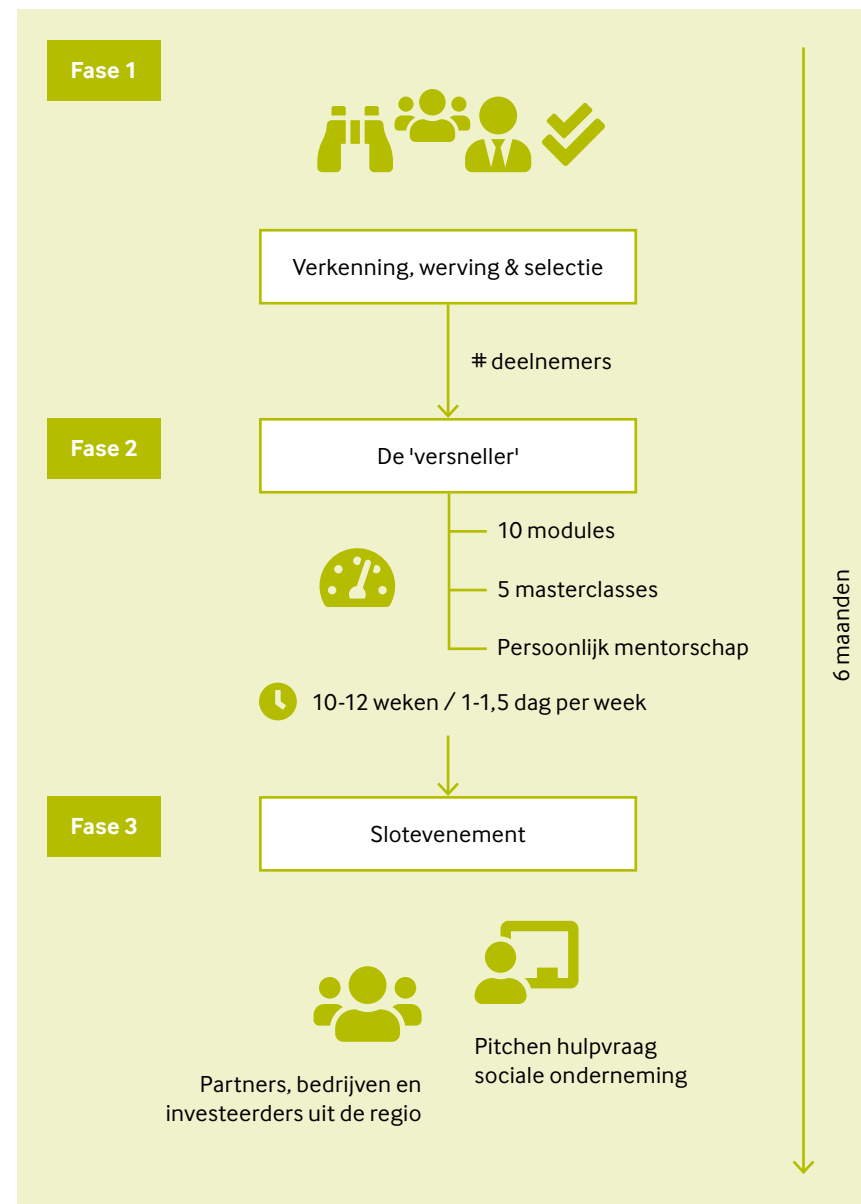 Fase 1
Verkenning, werving & selectie
# deelnemers
Fase 2
De 'versneller'
10 modules
5 masterclasses
Persoonlijk mentorschap
10-12 weken / 1-1,5 dag per week
6 maanden
Fase 3
Slotevenement
Pitchen hulpvraag
sociale onderneming
Partners, bedrijven en
investeerders uit de regio